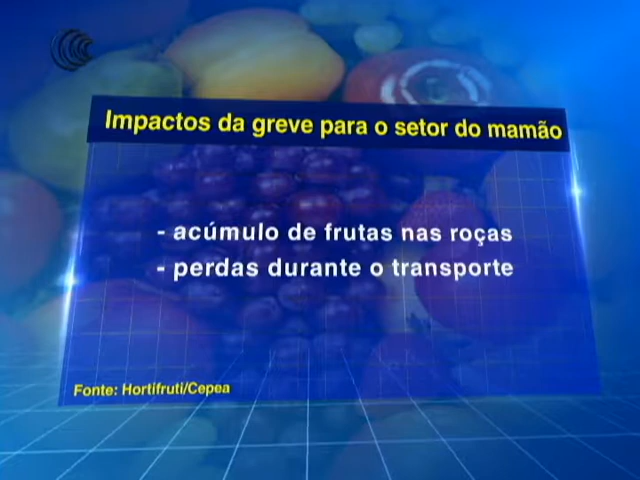 Impactos da greve para o setor do mamão
- acúmulo de frutas nas roças
- perdas durante o transporte
Fonte: Hortifruti/Cepea